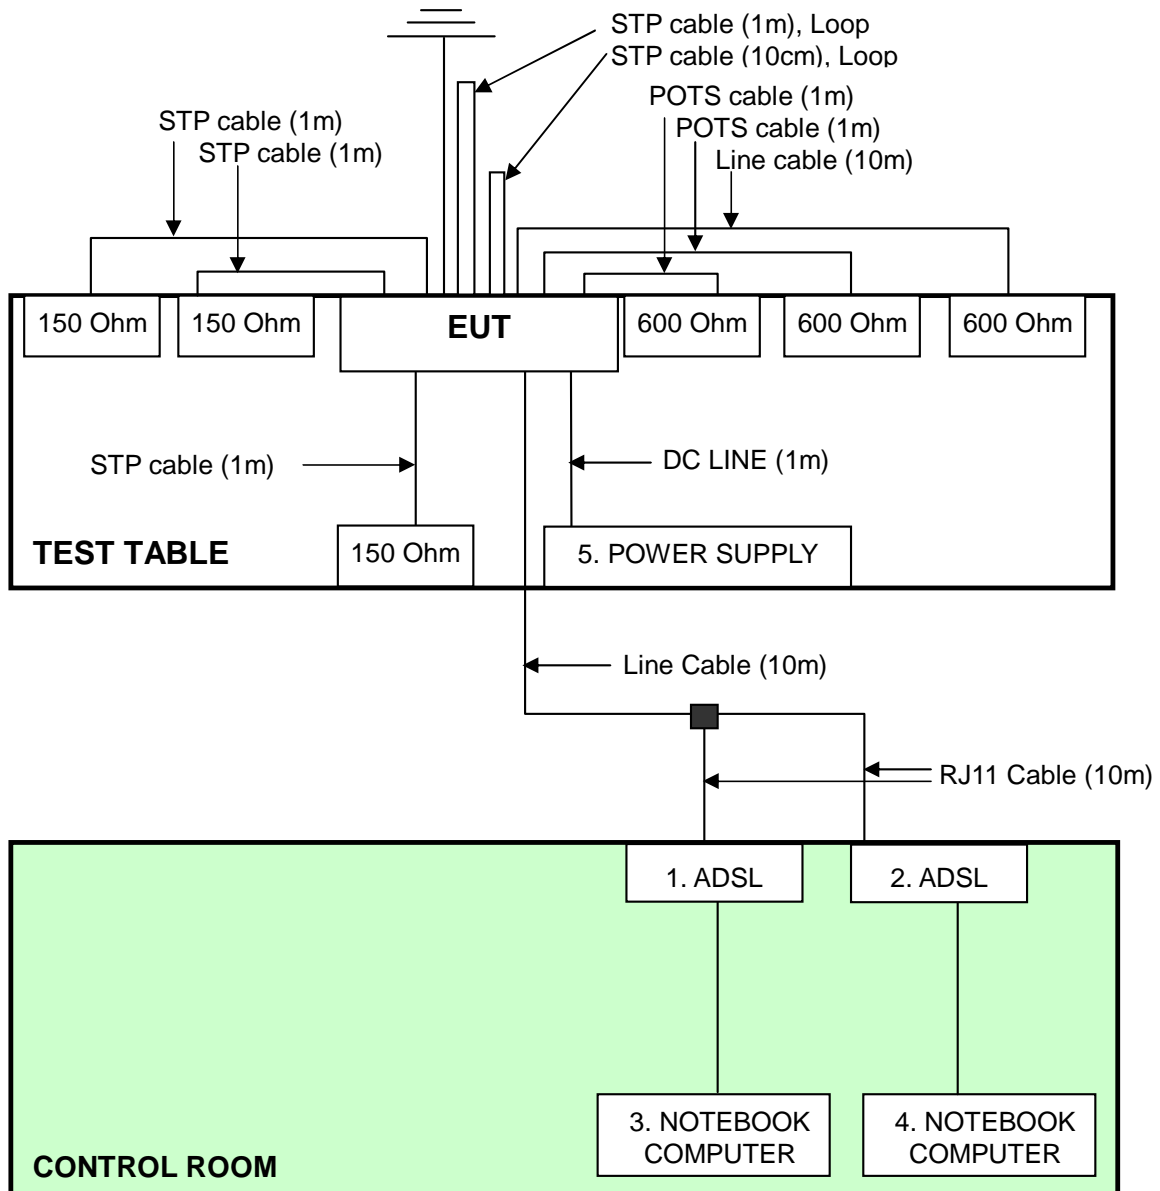 STP cable (1m), Loop
STP cable (10cm), Loop
POTS cable (1m)
STP cable (1m)
POTS cable (1m)
STP cable (1m)
Line cable (10m)
150 Ohm
150 Ohm
EUT
600 Ohm
600 Ohm
600 Ohm
STP cable (1m)
DC LINE (1m)
TEST TABLE
150 Ohm
5. POWER SUPPLY
Line Cable (10m)
RJ11 Cable (10m)
1. ADSL
2. ADSL
3. NOTEBOOK
COMPUTER
4. NOTEBOOK
COMPUTER
CONTROL ROOM